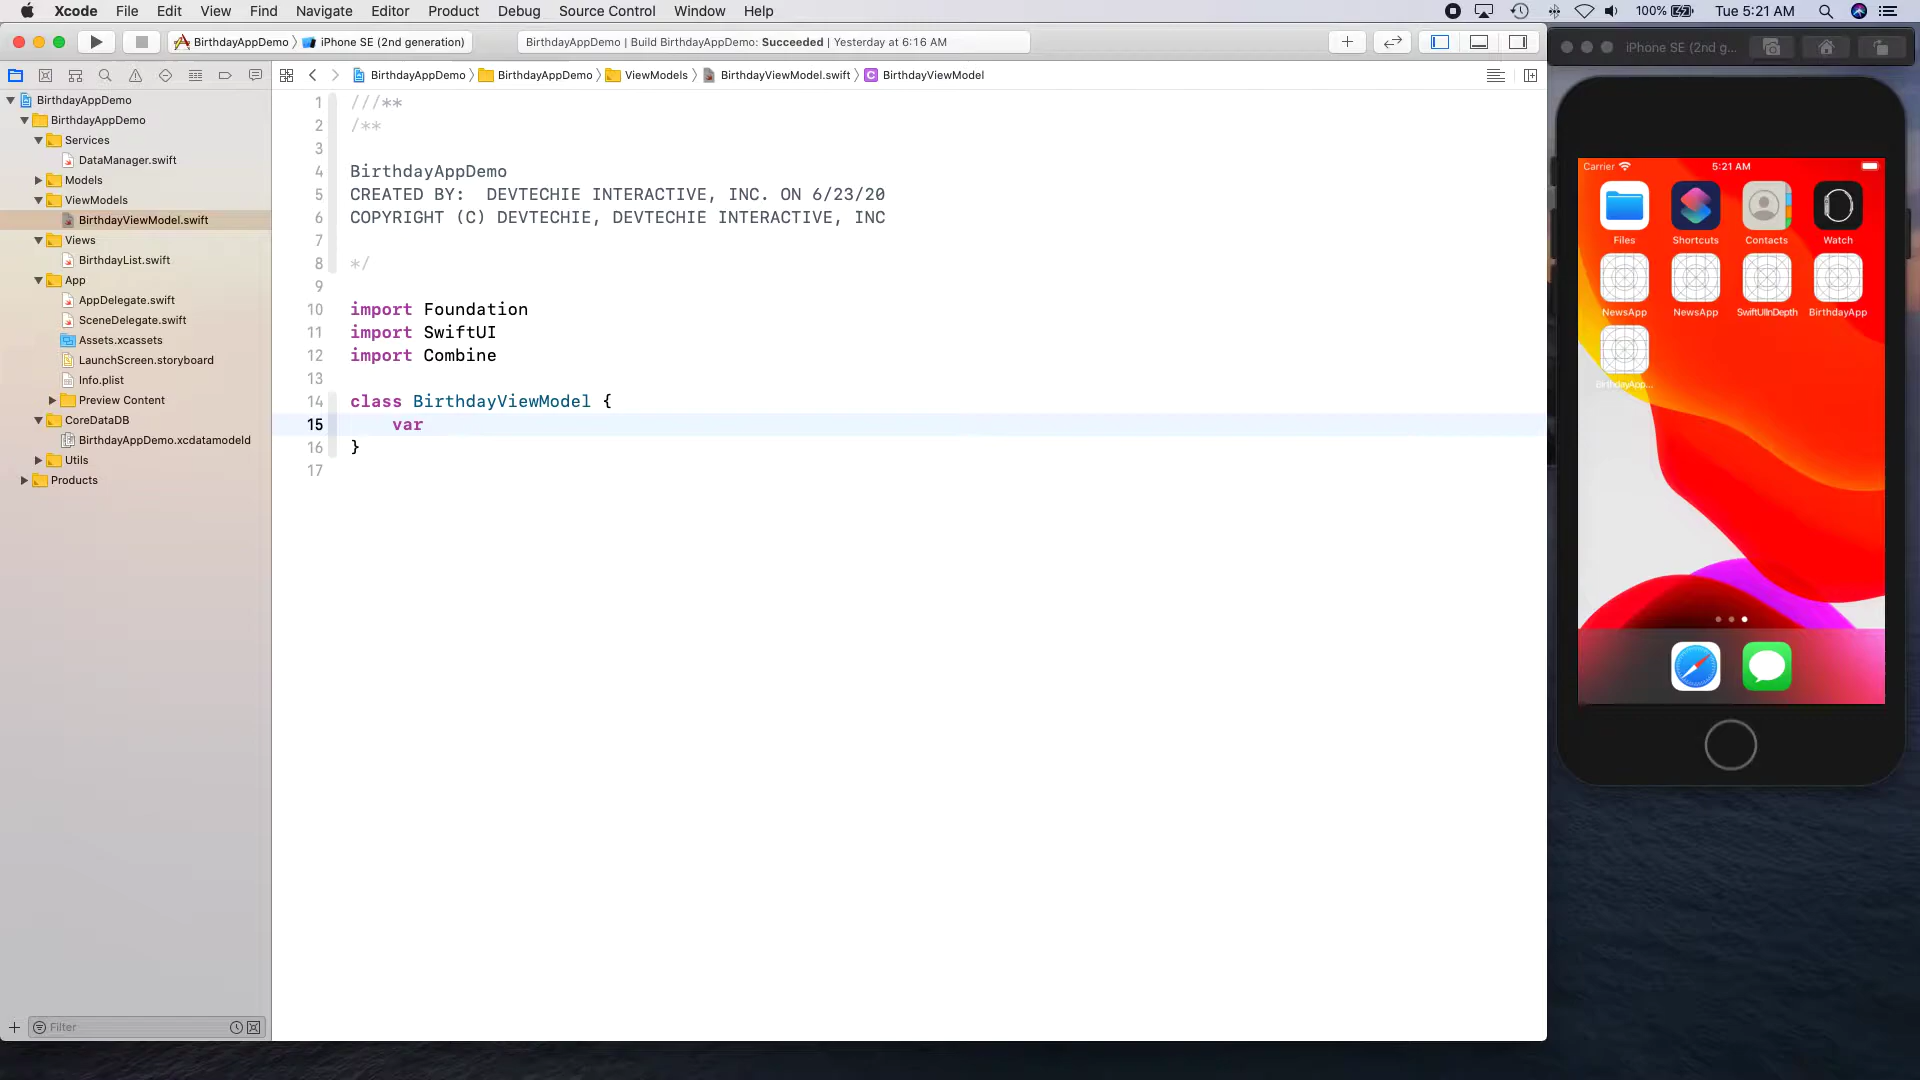 Xcode File Edit View Find Navigate Editor Product Debug Source Control Window Help 100% Tue 5:21 AM
BirthdayAppDemo iPhone SE (2nd generation) BirthdayAppDemo | Build BirthdayAppDemo: Succeeded | Yesterday at 6:16 AM
iPhone SE (2nd g...
BirthdayAppDemo BirthdayAppDemo ViewModels BirthdayViewModel.swift C BirthdayViewModel
BirthdayAppDemo
BirthdayAppDemo
Services
DataManager.swift
Models
ViewModels
BirthdayViewModel.swift
Views
BirthdayList.swift
App
AppDelegate.swift
SceneDelegate.swift
Assets.xcassets
LaunchScreen.storyboard
Info.plist
Preview Content
CoreDataDB
BirthdayAppDemo.xcdatamodeld
Utils
Products
Filter
1 ///**
2 /**
3
4 BirthdayAppDemo
5 CREATED BY: DEVTECHIE INTERACTIVE, INC. ON 6/23/20
6 COPYRIGHT (C) DEVTECHIE, DEVTECHIE INTERACTIVE, INC
7
8 */
9
10 import Foundation
11 import SwiftUI
12 import Combine
13
14 class BirthdayViewModel {
15 var
16 }
17
Carrier 5:21 AM
Files Shortcuts Contacts Watch
NewsApp NewsApp SwiftUIInDepth BirthdayApp
BirthdayApp...